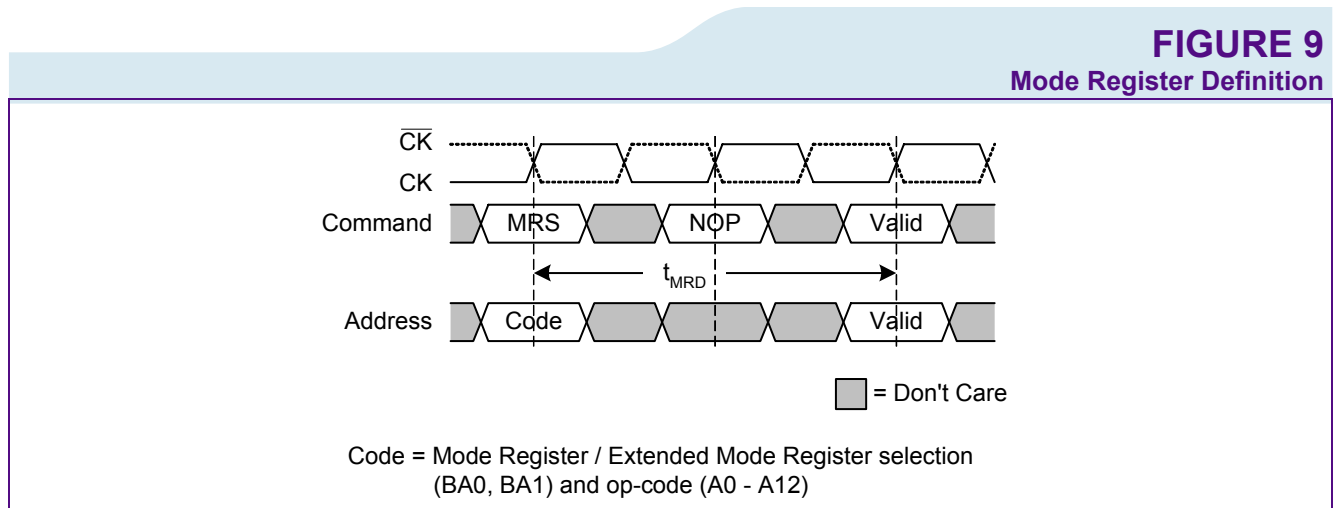 FIGURE 9
Mode Register Definition
CK
CK
Command MRS NOP Valid
tMRD
Address Code Valid
= Don't Care
Code = Mode Register / Extended Mode Register selection
(BA0, BA1) and op-code (A0 - A12)